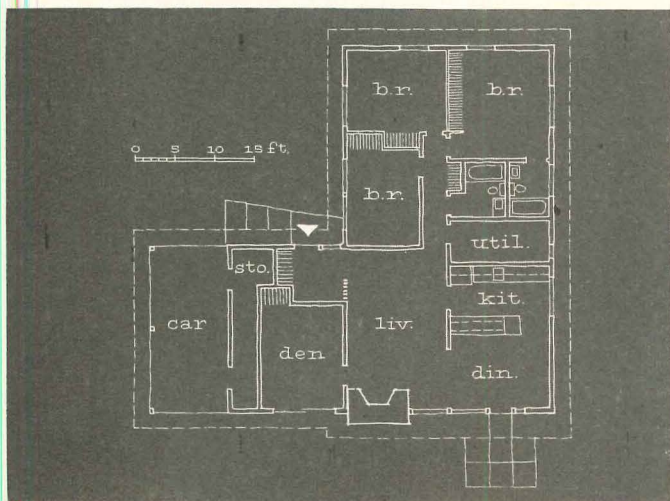 b.r.
b.r.
0 5 10 15 ft.
b.r.
util.
sto.
kit.
car
liv.
den
din.